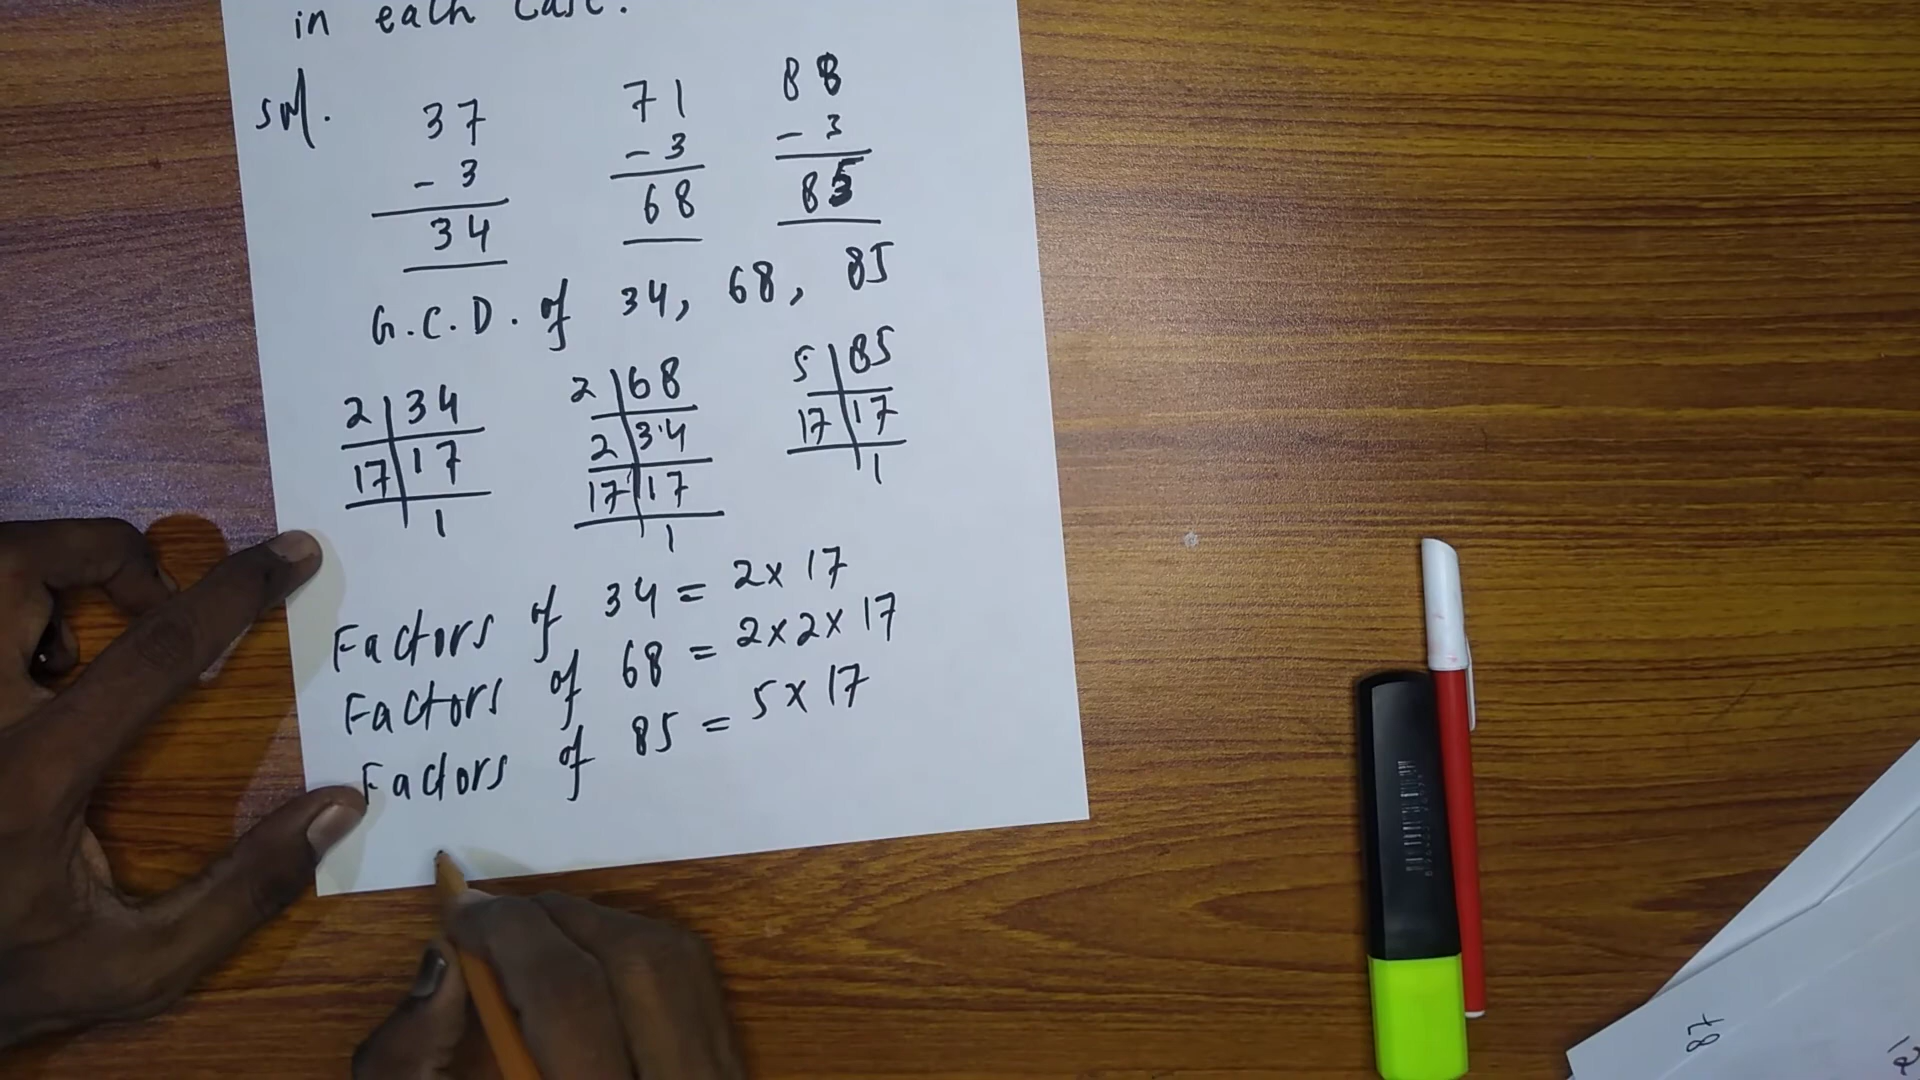 in each case.
sol.
37
- 3
34
71
- 3
68
88
- 3
85
G.C.D. of 34, 68, 85
2 | 34
17 | 17
1
2 | 68
2 | 34
17 | 17
1
5 | 85
17 | 17
1
Factors of 34 = 2 x 17
Factors of 68 = 2 x 2 x 17
Factors of 85 = 5 x 17